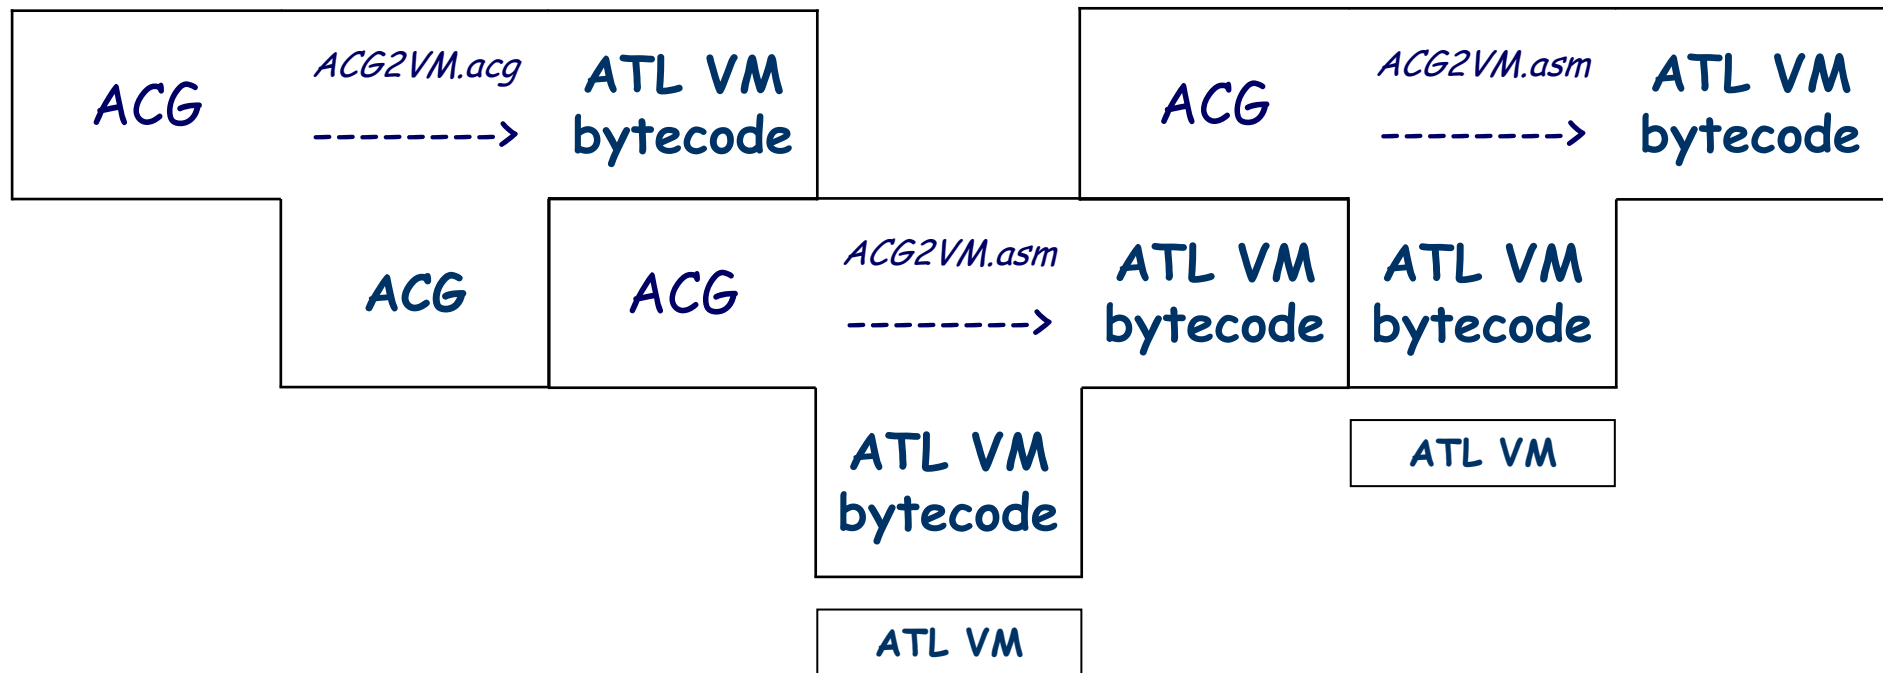 ACG
ACG2VM.acg
ATL VM
bytecode
ACG
ACG2VM.asm
ATL VM
bytecode
ACG
ACG
ACG2VM.asm
ATL VM
bytecode
ATL VM
bytecode
ATL VM
bytecode
ATL VM
ATL VM